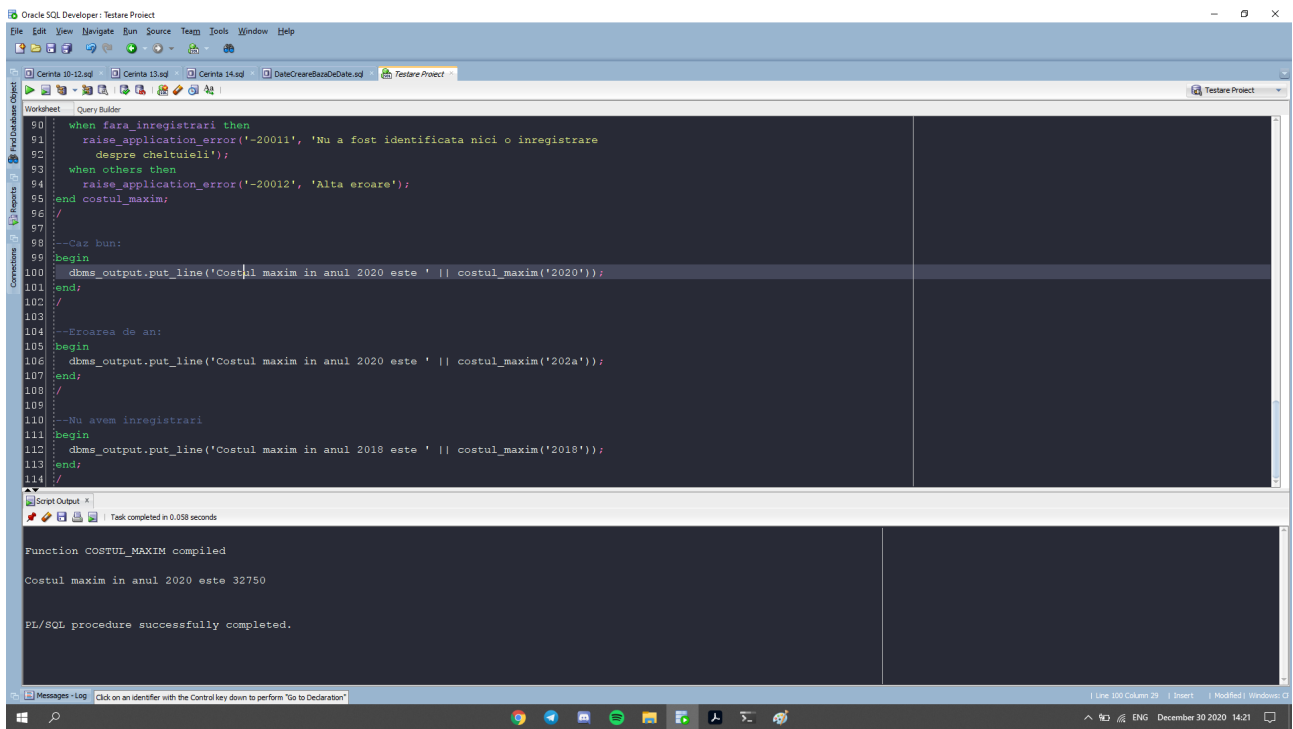 Oracle SQL Developer : Testare Proiect
File Edit View Navigate Run Source Team Tools Window Help
Cerinta 10-12.sql Cerinta 13.sql Cerinta 14.sql DateCreareBazaDeDate.sql Testare Proiect
Testare Proiect
Worksheet Query Builder
90 when fara_inregistrari then
91 raise_application_error('-20011', 'Nu a fost identificata nici o inregistrare
92 despre cheltuieli');
93 when others then
94 raise_application_error('-20012', 'Alta eroare');
95 end costul_maxim;
96 /
97
98 --Caz bun:
99 begin
100 dbms_output.put_line('Costul maxim in anul 2020 este ' || costul_maxim('2020'));
101 end;
102 /
103
104 --Eroarea de an:
105 begin
106 dbms_output.put_line('Costul maxim in anul 2020 este ' || costul_maxim('202a'));
107 end;
108 /
109
110 --Nu avem inregistrari
111 begin
112 dbms_output.put_line('Costul maxim in anul 2018 este ' || costul_maxim('2018'));
113 end;
114 /
Find Database Object
Reports
Connections
Script Output x
Task completed in 0.058 seconds
Function COSTUL_MAXIM compiled
Costul maxim in anul 2020 este 32750
PL/SQL procedure successfully completed.
Messages - Log Click on an identifier with the Control key down to perform "Go to Declaration"
| Line 100 Column 29 | Insert | Modified | Windows: Cl
ENG December 30 2020 14:21